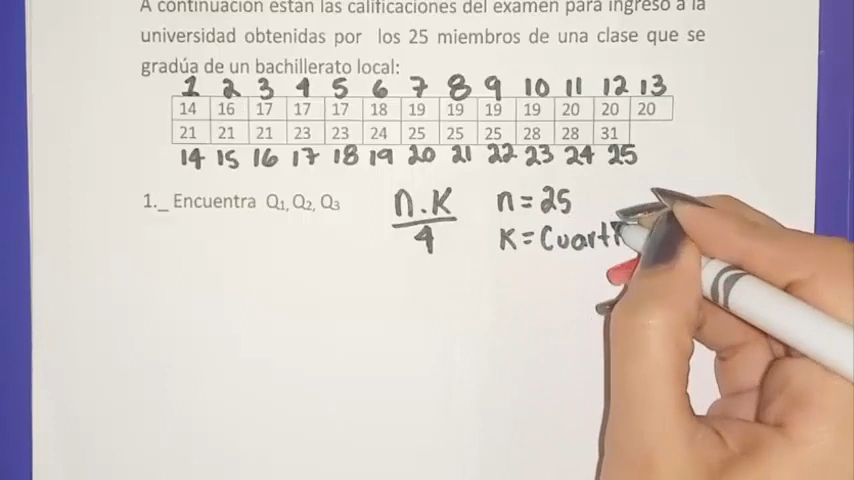 A continuación están las calificaciones del examen para ingreso a la
universidad obtenidas por los 25 miembros de una clase que se
gradúa de un bachillerato local:
1 2 3 4 5 6 7 8 9 10 11 12 13
14 16 17 17 17 18 19 19 19 19 20 20 20
21 21 21 23 23 24 25 25 25 28 28 31
14 15 16 17 18 19 20 21 22 23 24 25
1._ Encuentra Q1, Q2, Q3
n.K
4
n=25
K=Cuart